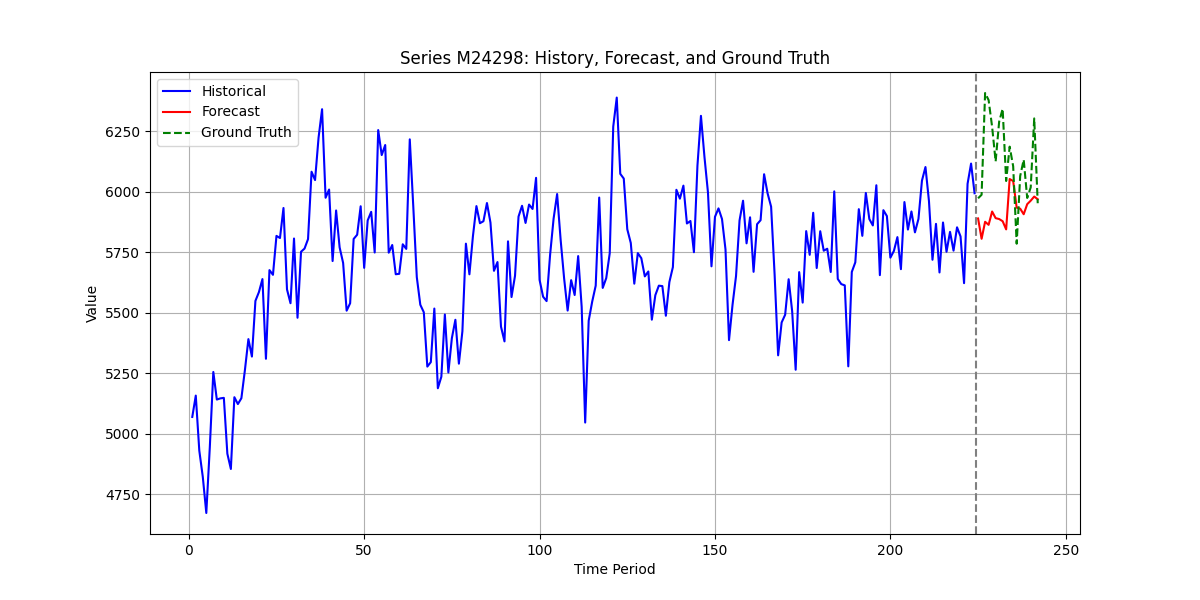 Series M24298: History, Forecast, and Ground Truth
Historical
Forecast
Ground Truth
Value
6250
6000
5750
5500
5250
5000
4750
0 50 100 150 200 250
Time Period